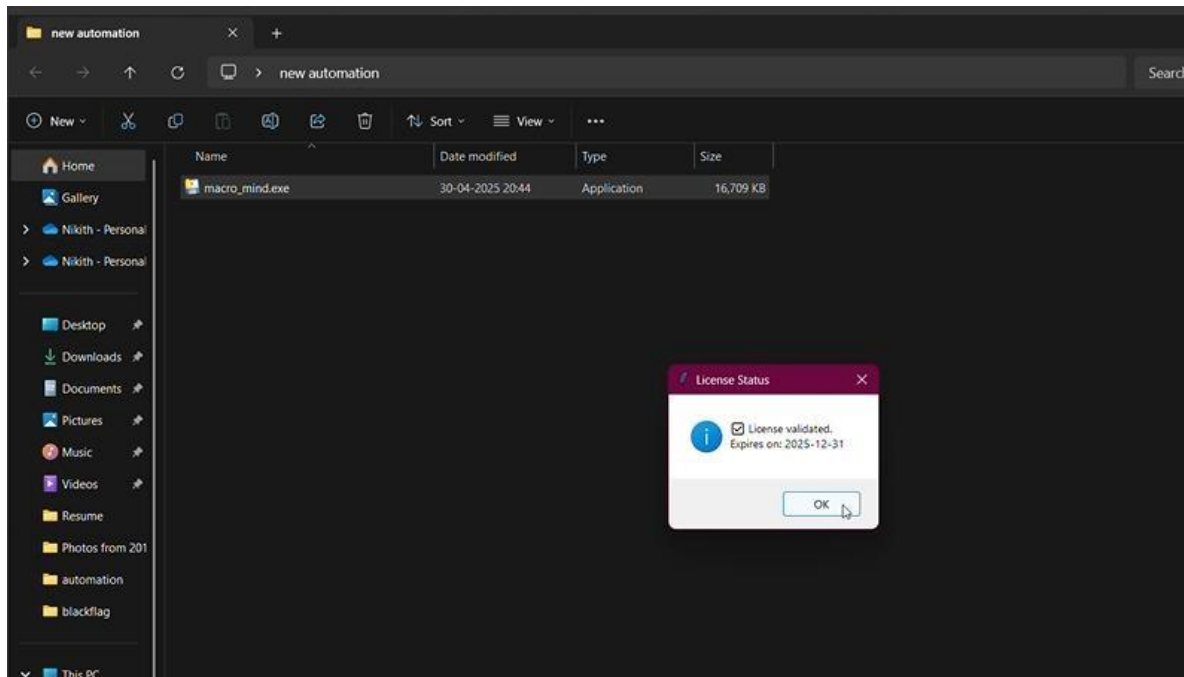 new automation
new automation
Search
New
Sort
View
Name
Date modified
Type
Size
macro_mind.exe
30-04-2025 20:44
Application
16,709 KB
Home
Gallery
Nikith - Personal
Nikith - Personal
Desktop
Downloads
Documents
Pictures
Music
Videos
Resume
Photos from 201
automation
blackflag
This PC
License Status
License validated.
Expires on: 2025-12-31
OK